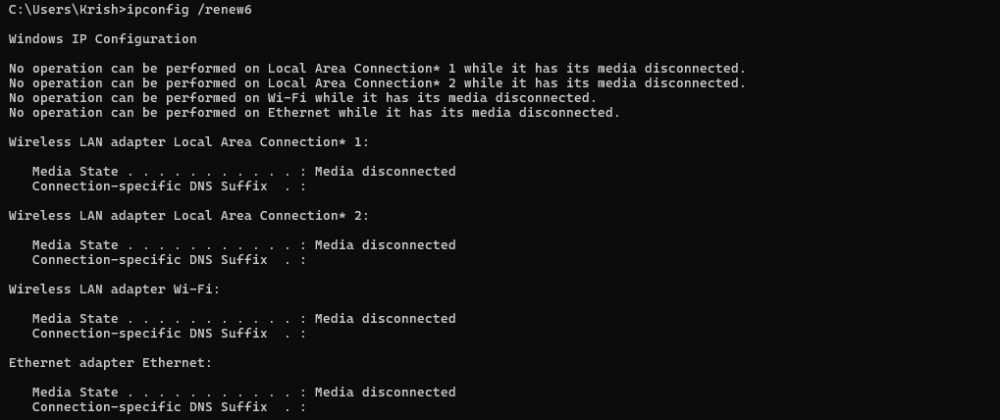 C:\Users\Krish>ipconfig /renew6
Windows IP Configuration
No operation can be performed on Local Area Connection* 1 while it has its media disconnected.
No operation can be performed on Local Area Connection* 2 while it has its media disconnected.
No operation can be performed on Wi-Fi while it has its media disconnected.
No operation can be performed on Ethernet while it has its media disconnected.
Wireless LAN adapter Local Area Connection* 1:
   Media State . . . . . . . . . . . : Media disconnected
   Connection-specific DNS Suffix  . :
Wireless LAN adapter Local Area Connection* 2:
   Media State . . . . . . . . . . . : Media disconnected
   Connection-specific DNS Suffix  . :
Wireless LAN adapter Wi-Fi:
   Media State . . . . . . . . . . . : Media disconnected
   Connection-specific DNS Suffix  . :
Ethernet adapter Ethernet:
   Media State . . . . . . . . . . . : Media disconnected
   Connection-specific DNS Suffix  . :